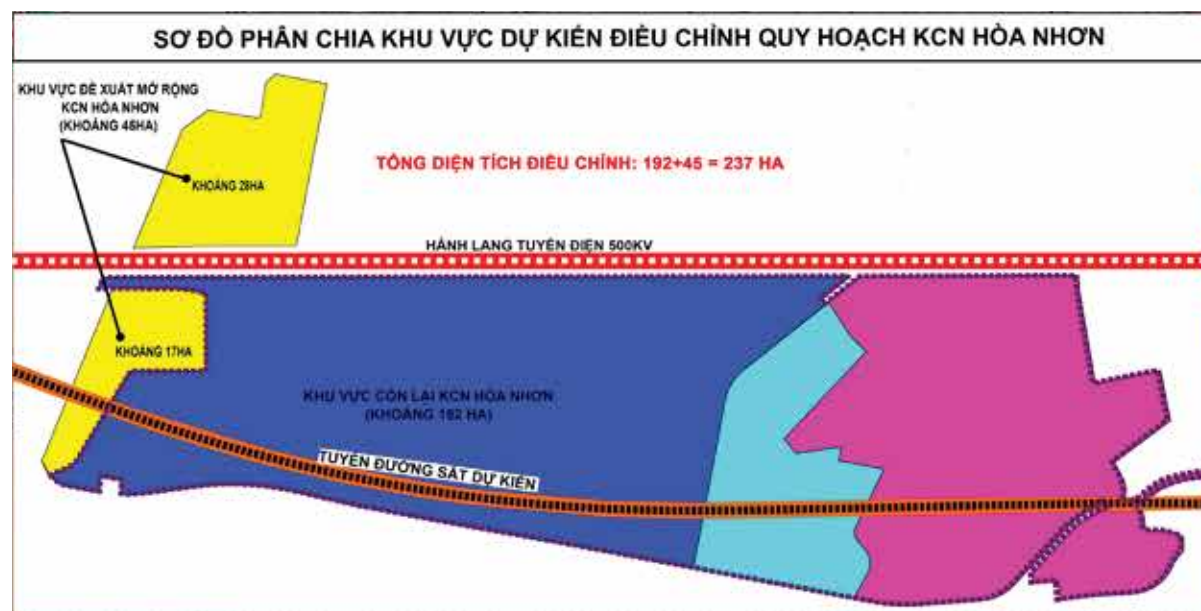 SƠ ĐỒ PHÂN CHIA KHU VỰC DỰ KIẾN ĐIỀU CHỈNH QUY HOẠCH KCN HÒA NHƠN
KHU VỰC ĐỀ XUẤT MỞ RỘNG
KCN HÒA NHƠN
(KHOẢNG 45HA)
TỔNG DIỆN TÍCH ĐIỀU CHỈNH: 192+45 = 237 HA
KHOẢNG 28HA
HÀNH LANG TUYẾN ĐIỆN 500KV
KHOẢNG 17HA
KHU VỰC CÒN LẠI KCN HÒA NHƠN
(KHOẢNG 192 HA)
TUYẾN ĐƯỜNG SẮT DỰ KIẾN